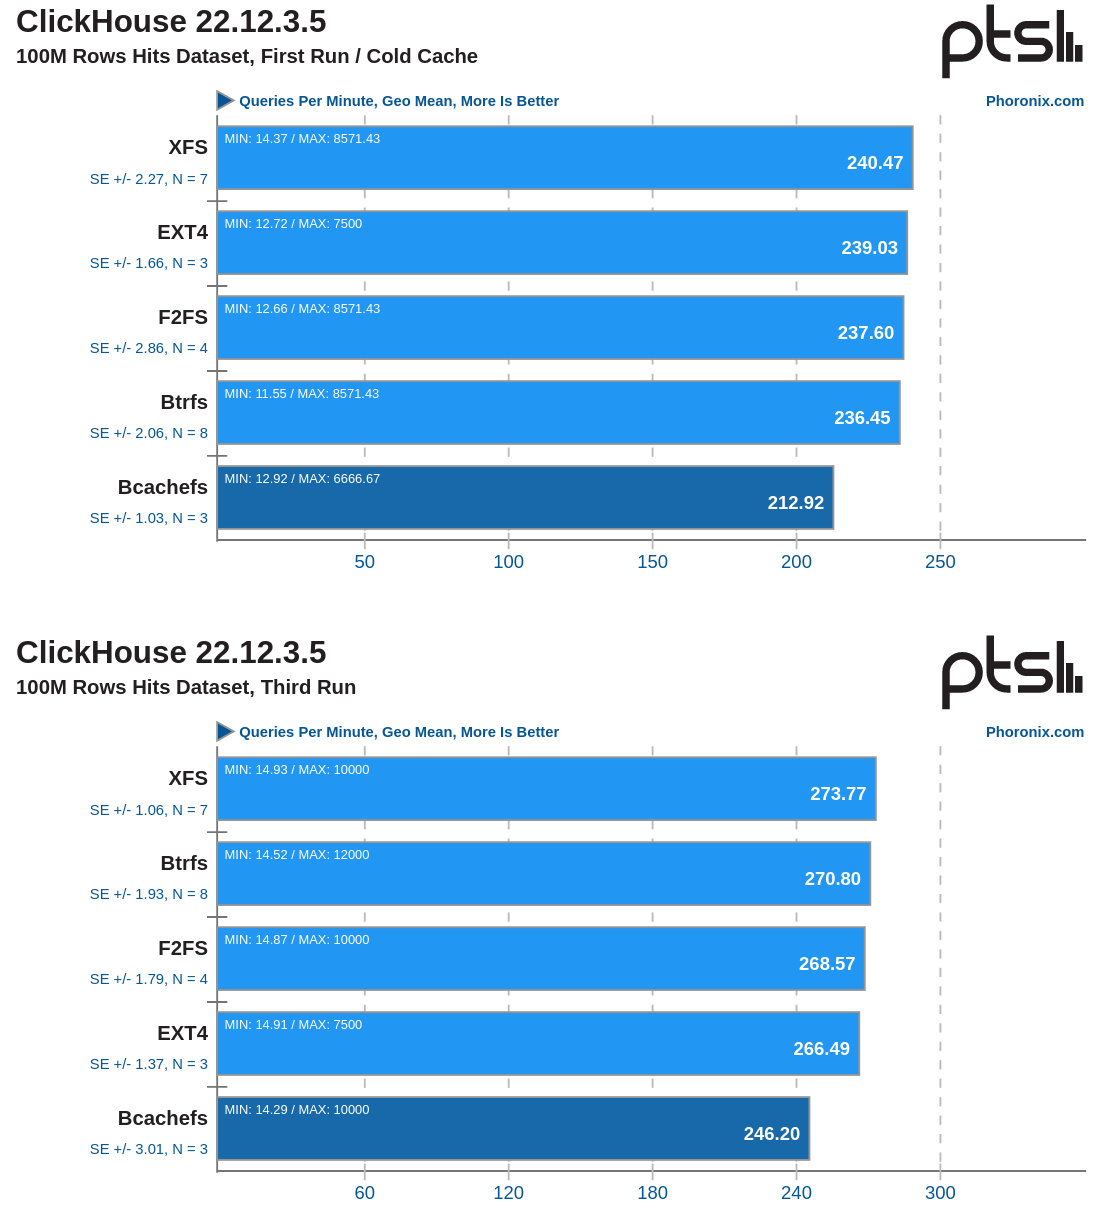 ClickHouse 22.12.3.5
100M Rows Hits Dataset, First Run / Cold Cache
ptsl
Queries Per Minute, Geo Mean, More Is Better
Phoronix.com
XFS
SE +/- 2.27, N = 7
MIN: 14.37 / MAX: 8571.43
240.47
EXT4
SE +/- 1.66, N = 3
MIN: 12.72 / MAX: 7500
239.03
F2FS
SE +/- 2.86, N = 4
MIN: 12.66 / MAX: 8571.43
237.60
Btrfs
SE +/- 2.06, N = 8
MIN: 11.55 / MAX: 8571.43
236.45
Bcachefs
SE +/- 1.03, N = 3
MIN: 12.92 / MAX: 6666.67
212.92
50 100 150 200 250
ClickHouse 22.12.3.5
100M Rows Hits Dataset, Third Run
ptsl
Queries Per Minute, Geo Mean, More Is Better
Phoronix.com
XFS
SE +/- 1.06, N = 7
MIN: 14.93 / MAX: 10000
273.77
Btrfs
SE +/- 1.93, N = 8
MIN: 14.52 / MAX: 12000
270.80
F2FS
SE +/- 1.79, N = 4
MIN: 14.87 / MAX: 10000
268.57
EXT4
SE +/- 1.37, N = 3
MIN: 14.91 / MAX: 7500
266.49
Bcachefs
SE +/- 3.01, N = 3
MIN: 14.29 / MAX: 10000
246.20
60 120 180 240 300